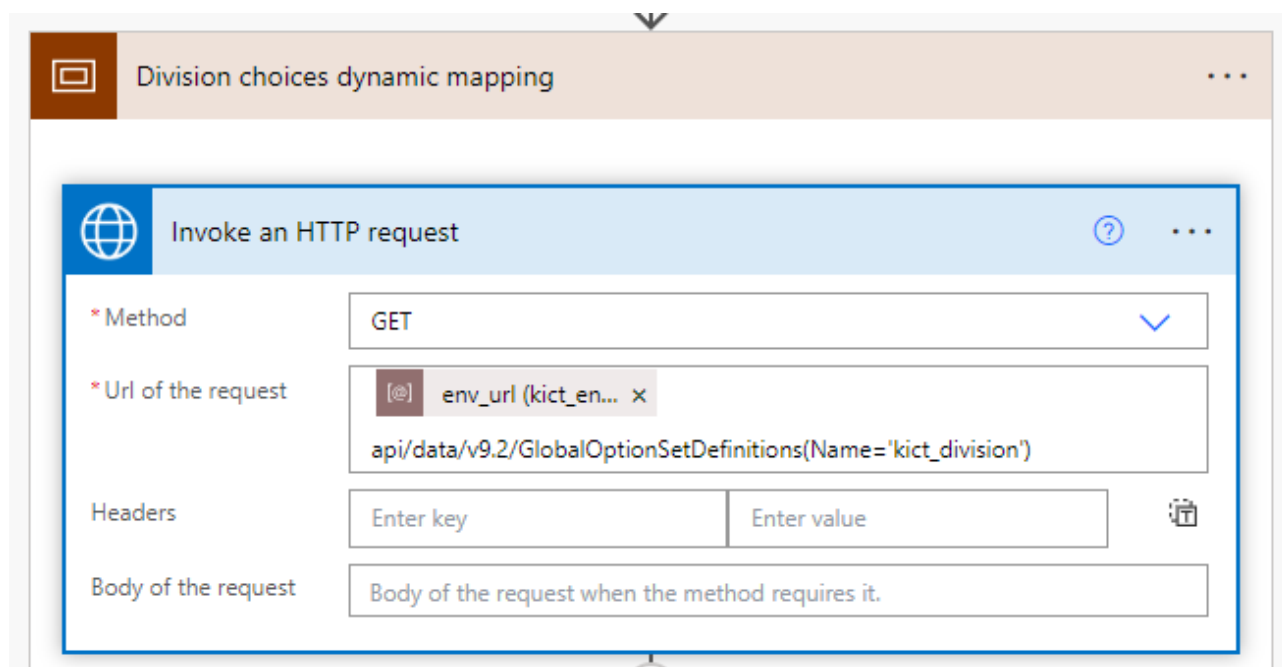 Division choices dynamic mapping
Invoke an HTTP request
* Method
GET
* Url of the request
[@] env_url (kict_en... ×
api/data/v9.2/GlobalOptionSetDefinitions(Name='kict_division')
Headers
Enter key
Enter value
Body of the request
Body of the request when the method requires it.